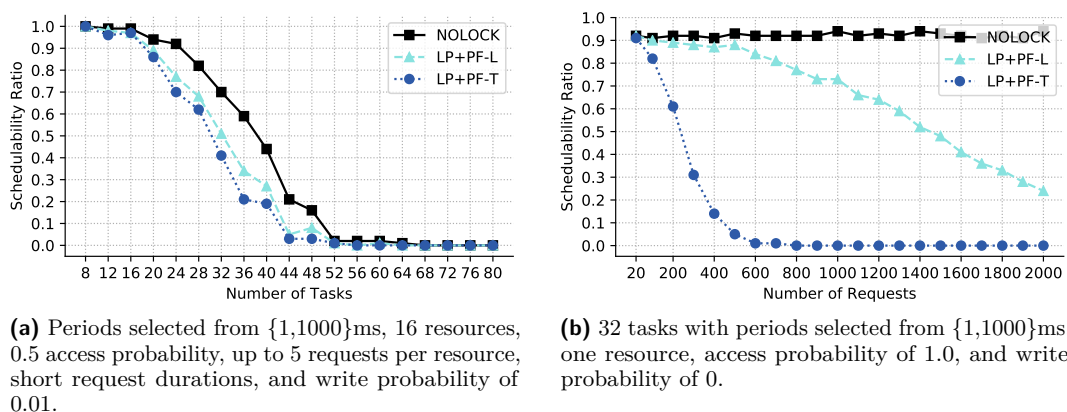 1.0
0.9
0.8
0.7
0.6
0.5
0.4
0.3
0.2
0.1
0.0
Schedulability Ratio
NOLOCK
LP+PF-L
LP+PF-T
8 12 16 20 24 28 32 36 40 44 48 52 56 60 64 68 72 76 80
Number of Tasks
(a) Periods selected from {1,1000}ms, 16 resources,
0.5 access probability, up to 5 requests per resource,
short request durations, and write probability of
0.01.
1.0
0.9
0.8
0.7
0.6
0.5
0.4
0.3
0.2
0.1
0.0
Schedulability Ratio
NOLOCK
LP+PF-L
LP+PF-T
20 200 400 600 800 1000 1200 1400 1600 1800 2000
Number of Requests
(b) 32 tasks with periods selected from {1,1000}ms
one resource, access probability of 1.0, and write
probability of 0.